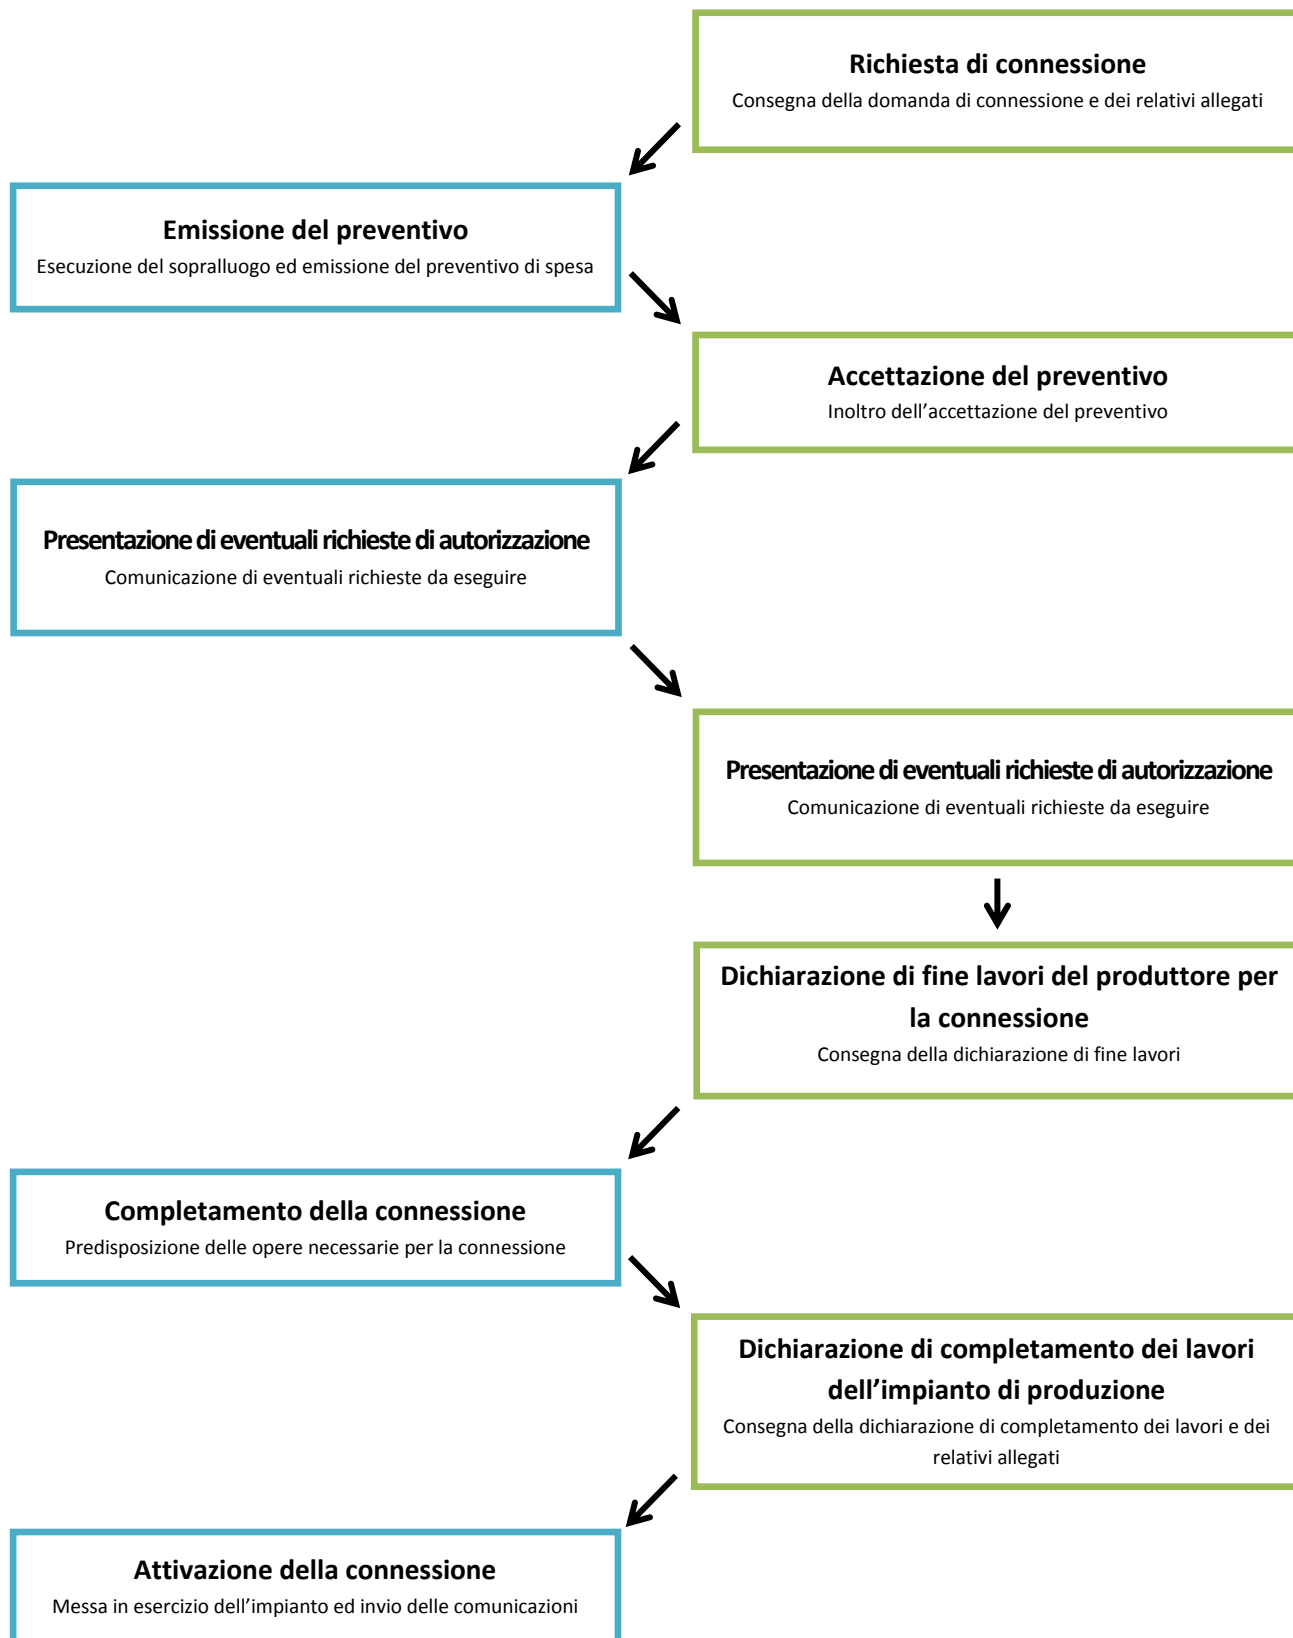 Richiesta di connessione
Consegna della domanda di connessione e dei relativi allegati
Emissione del preventivo
Esecuzione del sopralluogo ed emissione del preventivo di spesa
Accettazione del preventivo
Inoltro dell’accettazione del preventivo
Presentazione di eventuali richieste di autorizzazione
Comunicazione di eventuali richieste da eseguire
Presentazione di eventuali richieste di autorizzazione
Comunicazione di eventuali richieste da eseguire
Dichiarazione di fine lavori del produttore per
la connessione
Consegna della dichiarazione di fine lavori
Completamento della connessione
Predisposizione delle opere necessarie per la connessione
Dichiarazione di completamento dei lavori
dell’impianto di produzione
Consegna della dichiarazione di completamento dei lavori e dei
relativi allegati
Attivazione della connessione
Messa in esercizio dell’impianto ed invio delle comunicazioni